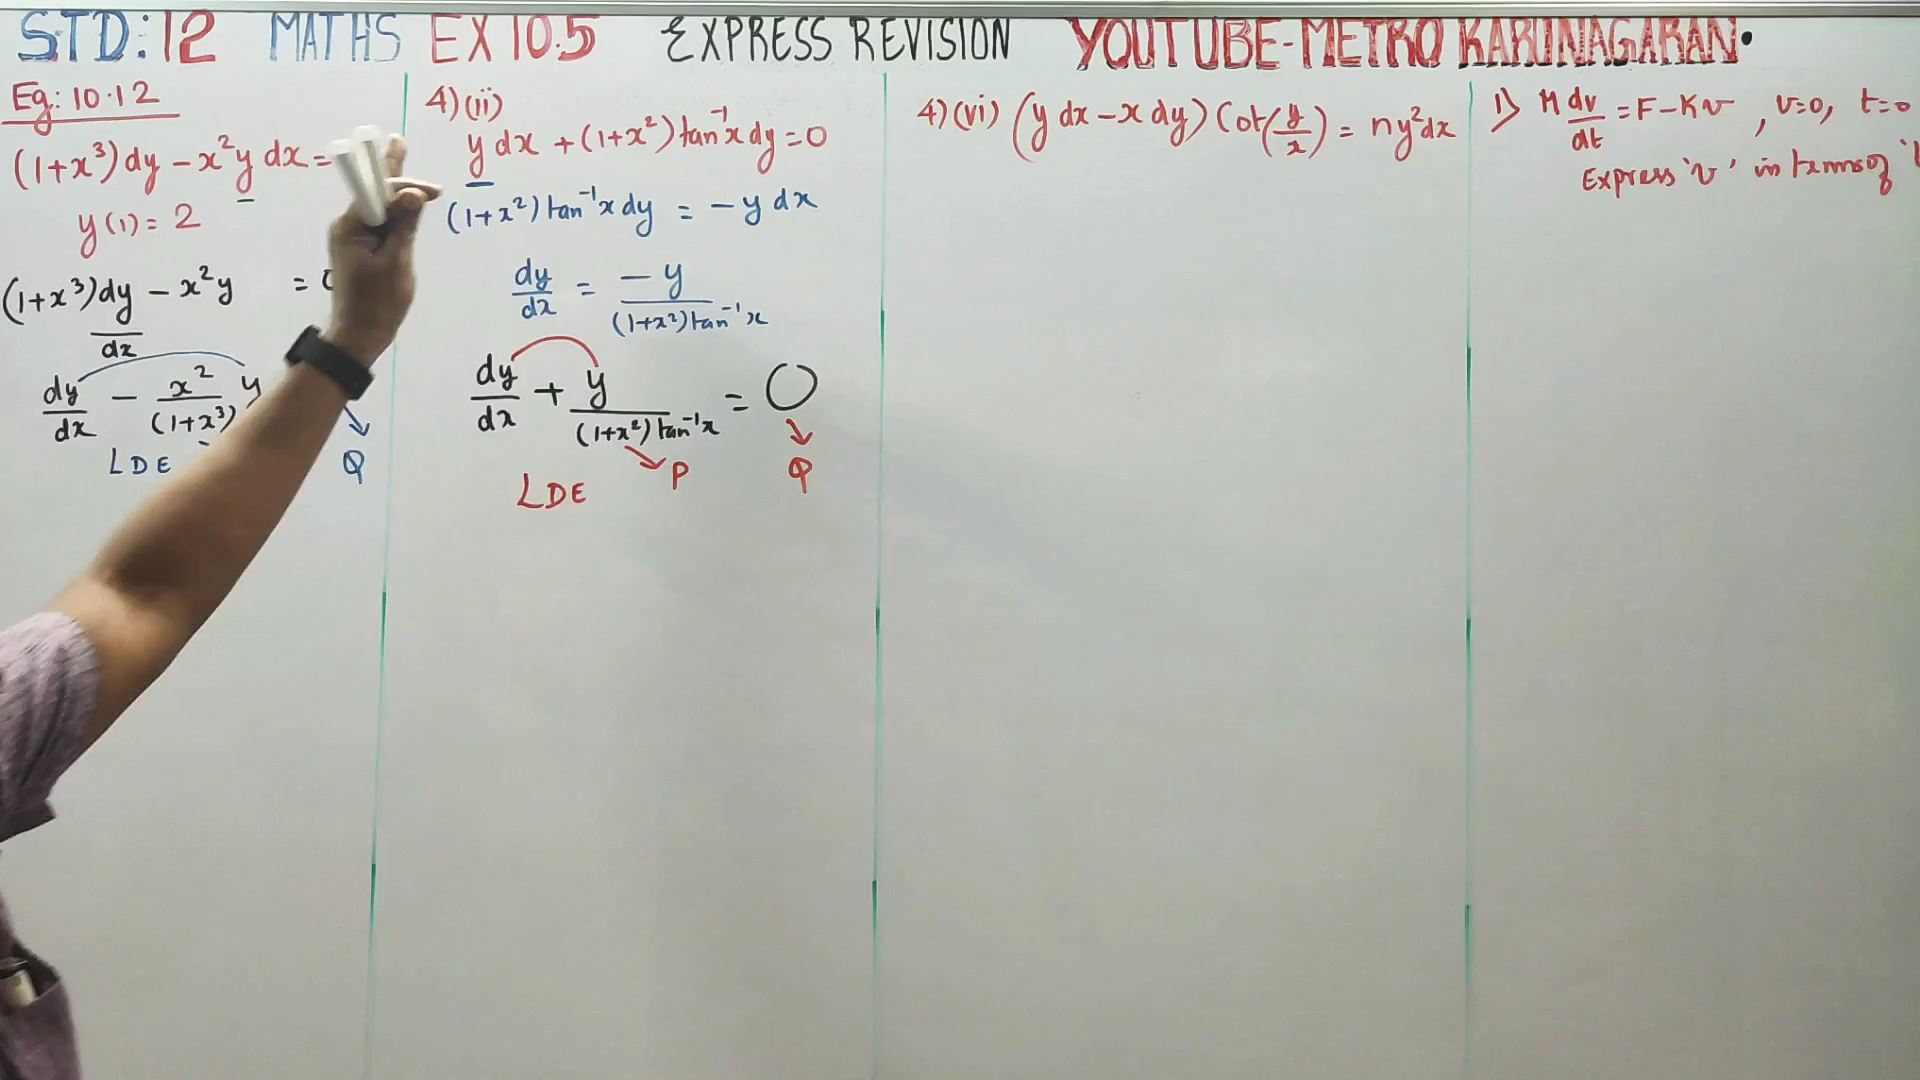 STD:12 MATHS EX 10.5 EXPRESS REVISION YOUTUBE-METRO KARUNAGARAN.
Eg: 10.12
(1+x³)dy − x²y dx =
y(1) = 2
(1+x³)dy/dx − x²y = 0
dy/dx − x²/(1+x³) y
LDE
Q
4)(ii)
y dx + (1+x²) tan⁻¹x dy = 0
(1+x²) tan⁻¹x dy = − y dx
dy/dx = −y/((1+x²) tan⁻¹x)
dy/dx + y/((1+x²) tan⁻¹x) = 0
P Q
LDE
4)(vi) (y dx − x dy) Cot(y/x) = ny²dx
1) M dv/dt = F − Kv, v=0, t=0
Express 'v' in terms of